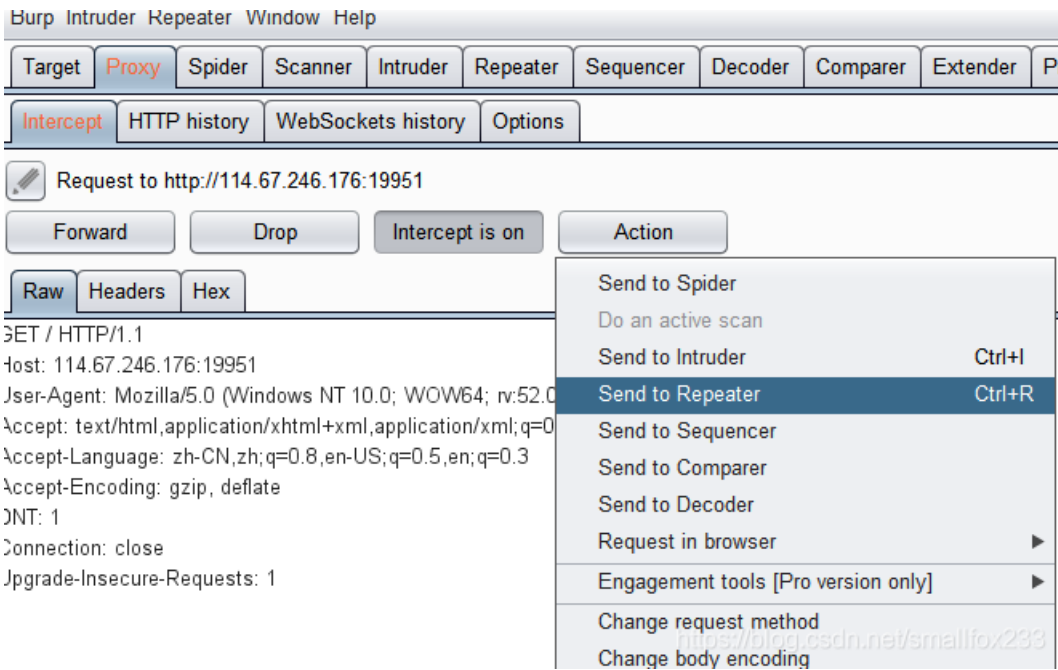 Burp Intruder Repeater Window Help
Target Proxy Spider Scanner Intruder Repeater Sequencer Decoder Comparer Extender P
Intercept HTTP history WebSockets history Options
Request to http://114.67.246.176:19951
Forward Drop Intercept is on Action
Raw Headers Hex
GET / HTTP/1.1
Host: 114.67.246.176:19951
User-Agent: Mozilla/5.0 (Windows NT 10.0; WOW64; rv:52.0
Accept: text/html,application/xhtml+xml,application/xml;q=0
Accept-Language: zh-CN,zh;q=0.8,en-US;q=0.5,en;q=0.3
Accept-Encoding: gzip, deflate
DNT: 1
Connection: close
Upgrade-Insecure-Requests: 1
Send to Spider
Do an active scan
Send to Intruder Ctrl+I
Send to Repeater Ctrl+R
Send to Sequencer
Send to Comparer
Send to Decoder
Request in browser
Engagement tools [Pro version only]
Change request method
https://blog.csdn.net/smallfox233
Change body encoding